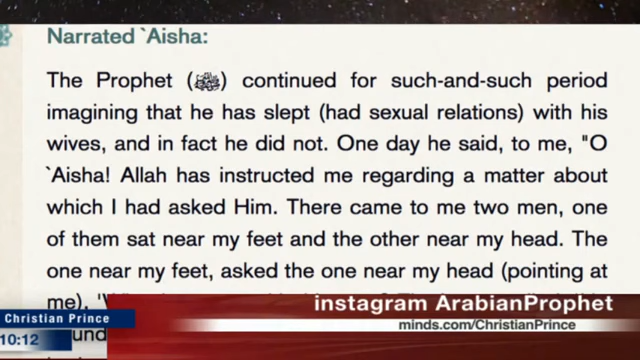 Narrated `Aisha:
The Prophet (ﷺ) continued for such-and-such period
imagining that he has slept (had sexual relations) with his
wives, and in fact he did not. One day he said, to me, "O
`Aisha! Allah has instructed me regarding a matter about
which I had asked Him. There came to me two men, one
of them sat near my feet and the other near my head. The
one near my feet, asked the one near my head (pointing at
me),
instagram ArabianProphet
Christian Prince
minds.com/ChristianPrince
10:12